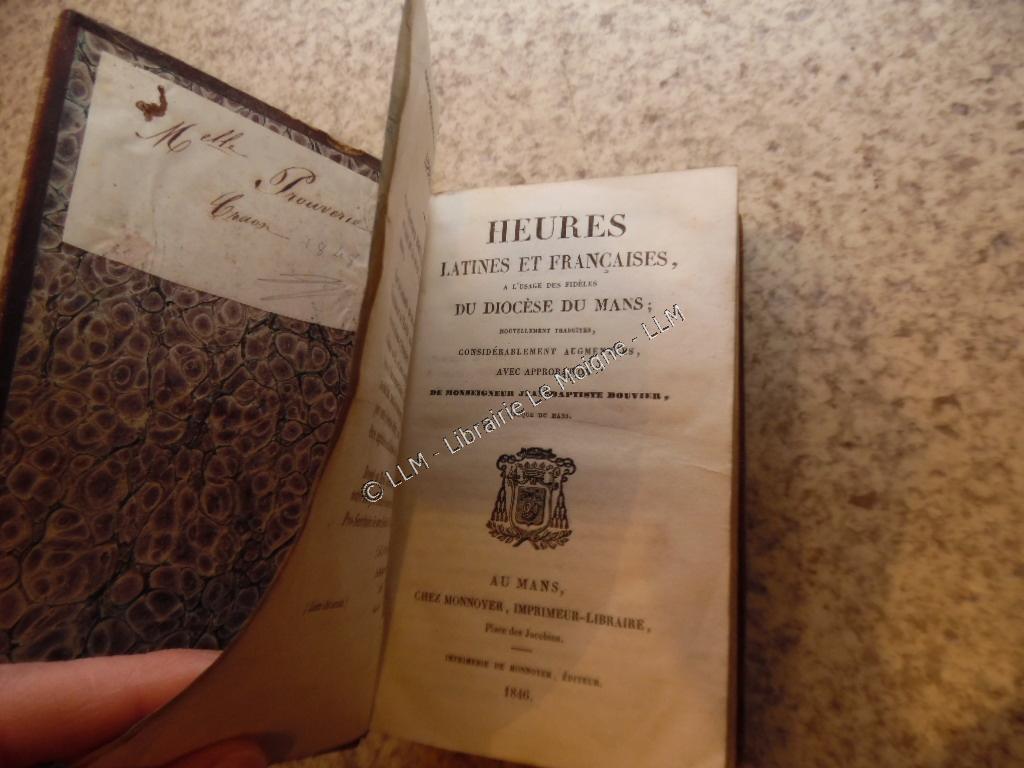 Melle
Craon 184
HEURES
LATINES ET FRANÇAISES,
A L'USAGE DES FIDÈLES
DU DIOCÈSE DU MANS;
NOUVELLEMENT TRADUITES,
CONSIDÉRABLEMENT AUGMENTÉES,
AVEC APPROBATION
DE MONSEIGNEUR JEAN-BAPTISTE BOUVIER,
DU MANS.
© LLM - Librairie Le Moigne - LLM
AU MANS,
CHEZ MONNOYER, IMPRIMEUR-LIBRAIRE,
Place des Jacobins.
IMPRIMERIE DE MONNOYER, ÉDITEUR.
1846.